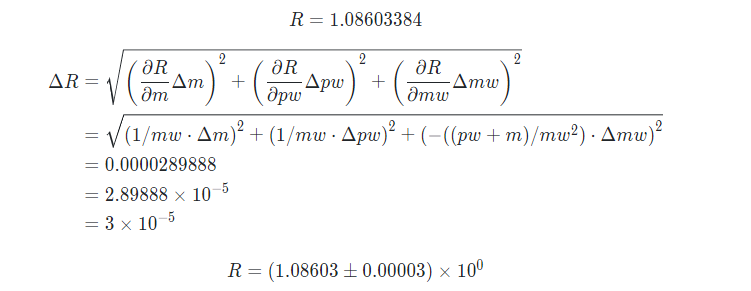 R = 1.08603384
ΔR = √((∂R/∂m Δm)² + (∂R/∂pw Δpw)² + (∂R/∂mw Δmw)²)
= √((1/mw · Δm)² + (1/mw · Δpw)² + (−((pw + m)/mw²) · Δmw)²)
= 0.0000289888
= 2.89888 × 10⁻⁵
= 3 × 10⁻⁵
R = (1.08603 ± 0.00003) × 10⁰